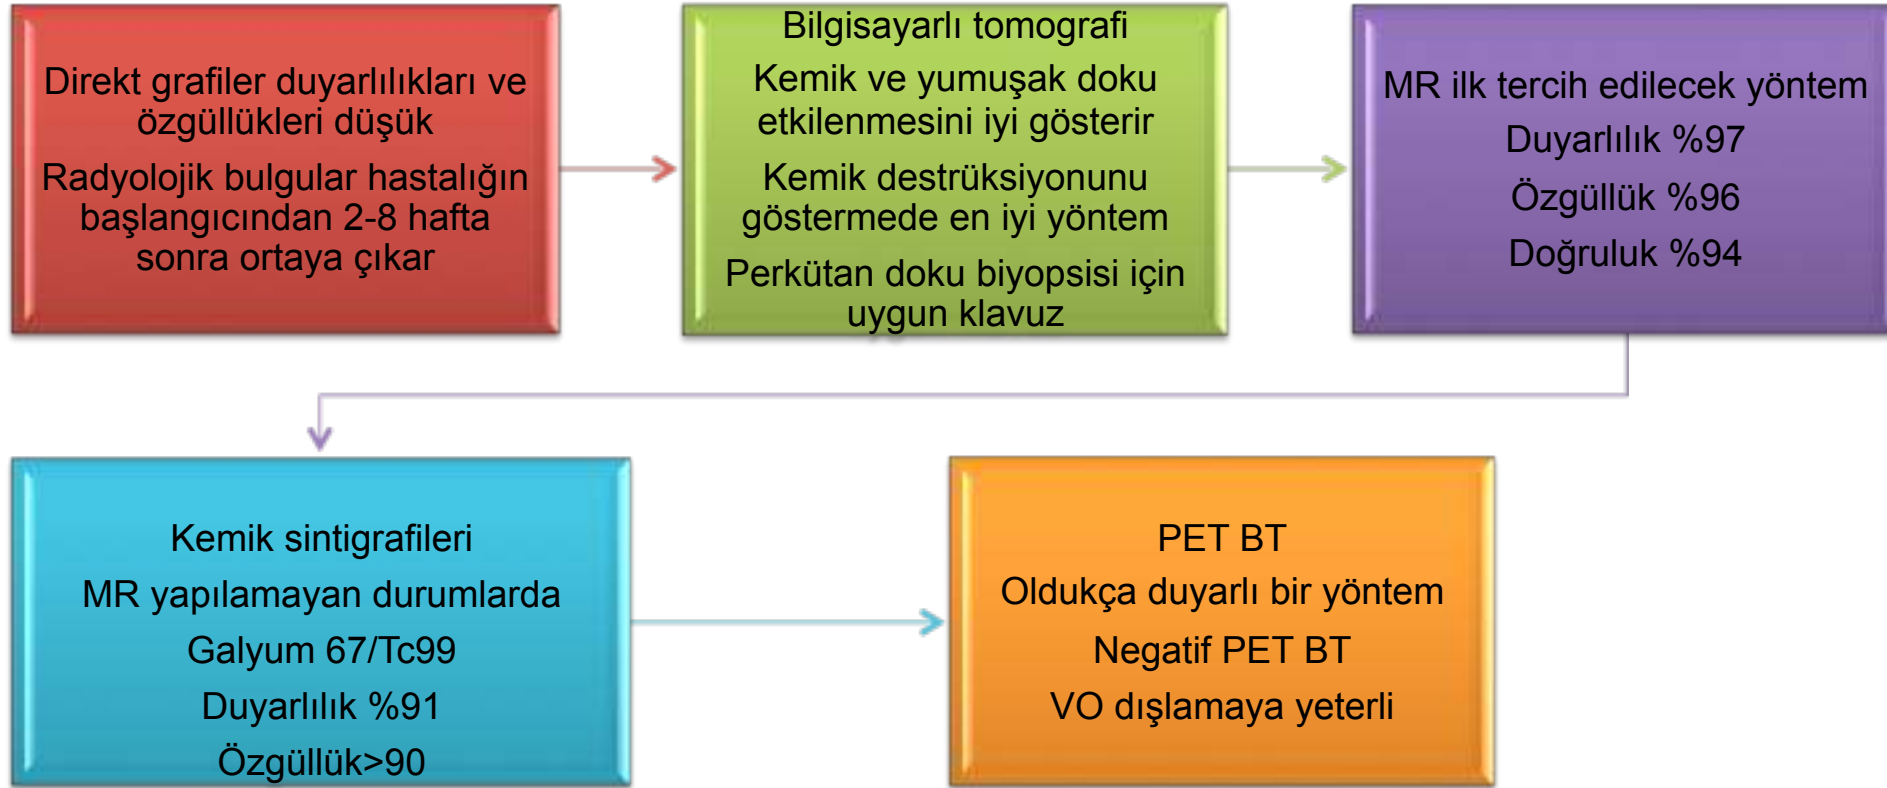 Direkt grafiler duyarlılıkları ve
özgüllükleri düşük
Radyolojik bulgular hastalığın
başlangıcından 2-8 hafta
sonra ortaya çıkar
Bilgisayarlı tomografi
Kemik ve yumuşak doku
etkilenmesini iyi gösterir
Kemik destrüksiyonunu
göstermede en iyi yöntem
Perkütan doku biyopsisi için
uygun klavuz
MR ilk tercih edilecek yöntem
Duyarlılık %97
Özgüllük %96
Doğruluk %94
Kemik sintigrafileri
MR yapılamayan durumlarda
Galyum 67/Tc99
Duyarlılık %91
Özgüllük>90
PET BT
Oldukça duyarlı bir yöntem
Negatif PET BT
VO dışlamaya yeterli